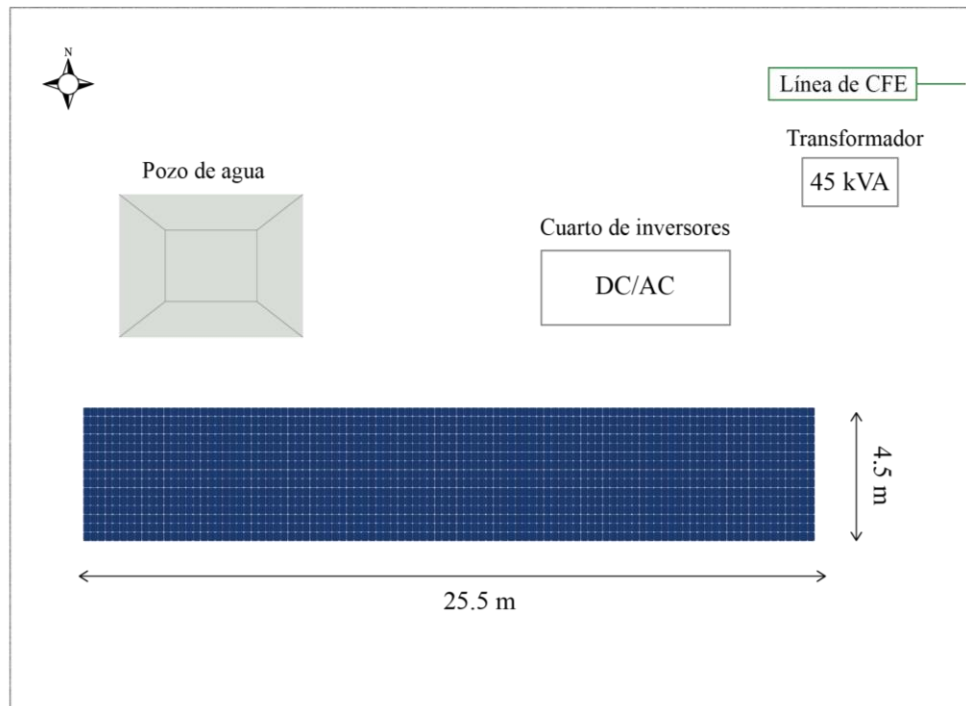 N
Línea de CFE
Transformador
45 kVA
Pozo de agua
Cuarto de inversores
DC/AC
4.5 m
25.5 m